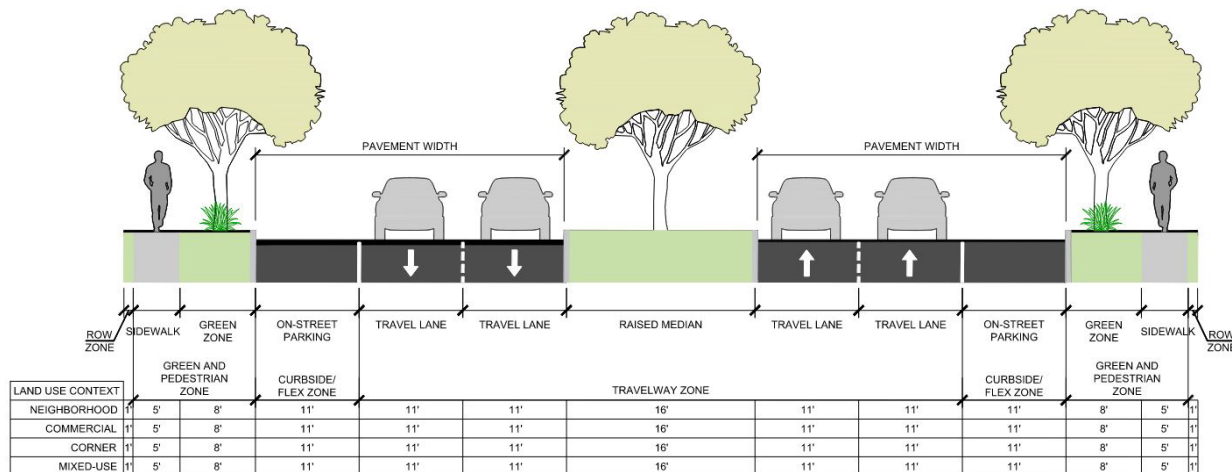 PAVEMENT WIDTH
PAVEMENT WIDTH
ROW
ZONE
SIDEWALK
GREEN
ZONE
ON-STREET
PARKING
TRAVEL LANE
TRAVEL LANE
RAISED MEDIAN
TRAVEL LANE
TRAVEL LANE
ON-STREET
PARKING
GREEN
ZONE
SIDEWALK
ROW
ZONE
GREEN AND
PEDESTRIAN
ZONE
CURBSIDE/
FLEX ZONE
TRAVELWAY ZONE
CURBSIDE/
FLEX ZONE
GREEN AND
PEDESTRIAN
ZONE
LAND USE CONTEXT
NEIGHBORHOOD 1' 5' 8' 11' 11' 11' 16' 11' 11' 11' 8' 5' 1'
COMMERCIAL 1' 5' 8' 11' 11' 11' 16' 11' 11' 11' 8' 5' 1'
CORNER 1' 5' 8' 11' 11' 11' 16' 11' 11' 11' 8' 5' 1'
MIXED-USE 1' 5' 8' 11' 11' 11' 16' 11' 11' 11' 8' 5' 1'